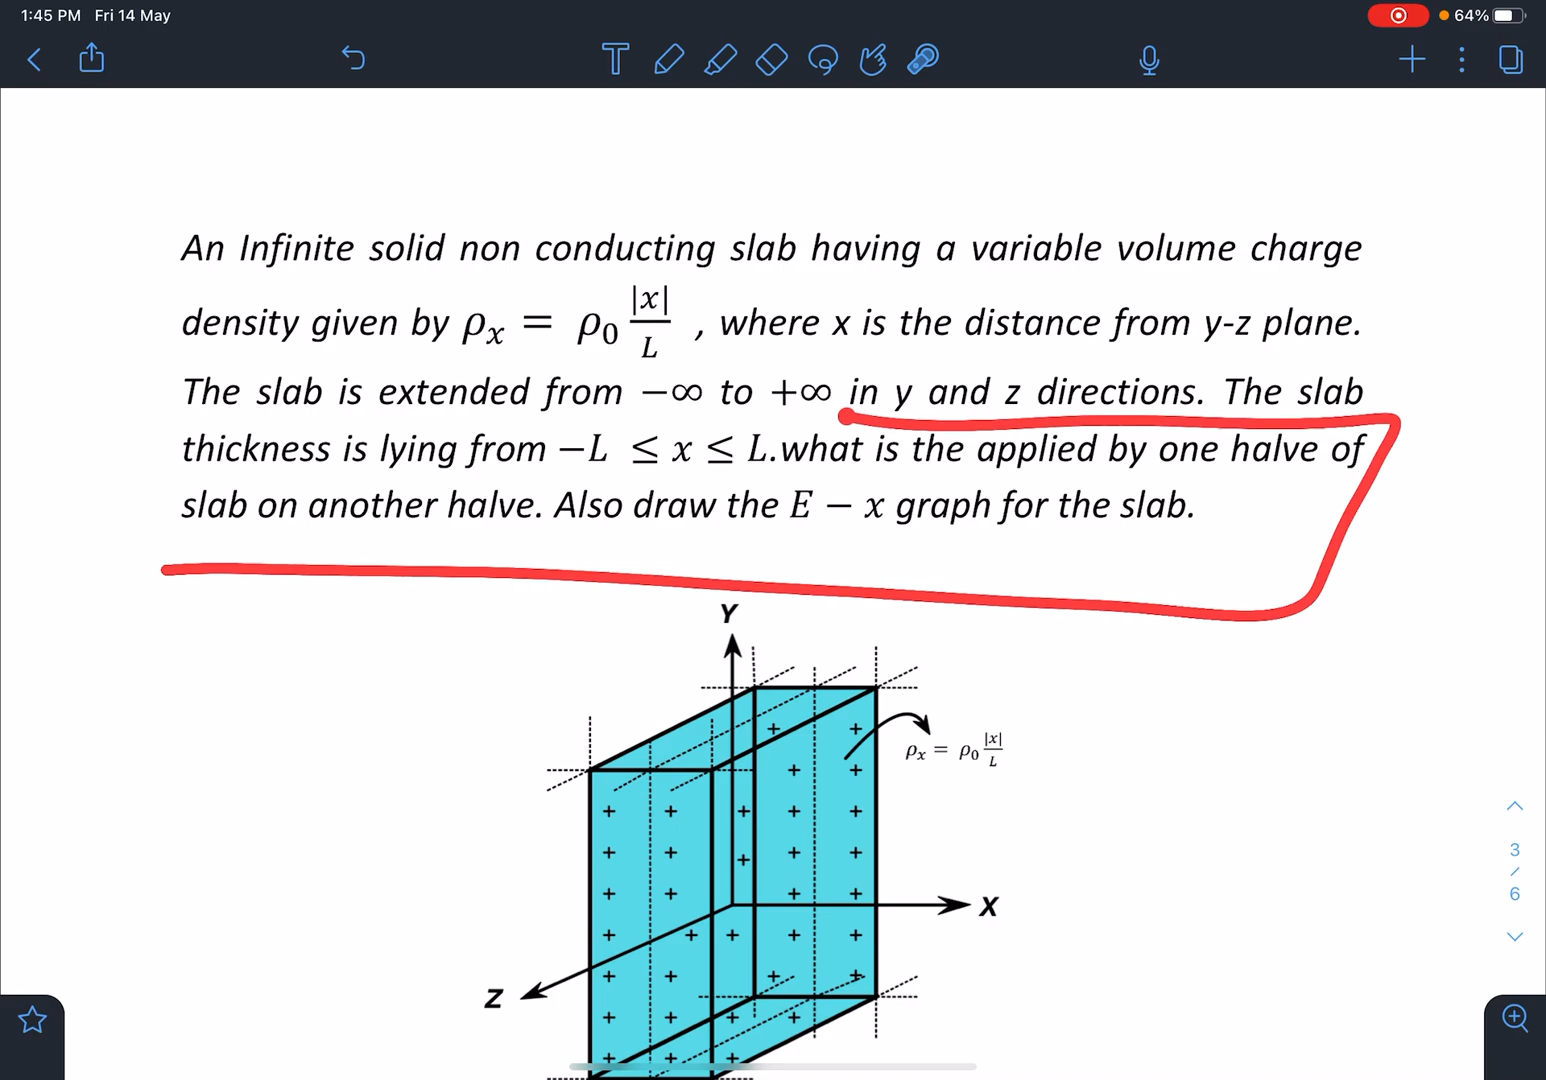 1:45 PM Fri 14 May
64%
T
An Infinite solid non conducting slab having a variable volume charge
density given by ρₓ = ρ₀ |x|/L , where x is the distance from y-z plane.
The slab is extended from −∞ to +∞ in y and z directions. The slab
thickness is lying from −L ≤ x ≤ L.what is the applied by one halve of
slab on another halve. Also draw the E − x graph for the slab.
Y
ρₓ = ρ₀ |x|/L
X
Z
3
/
6